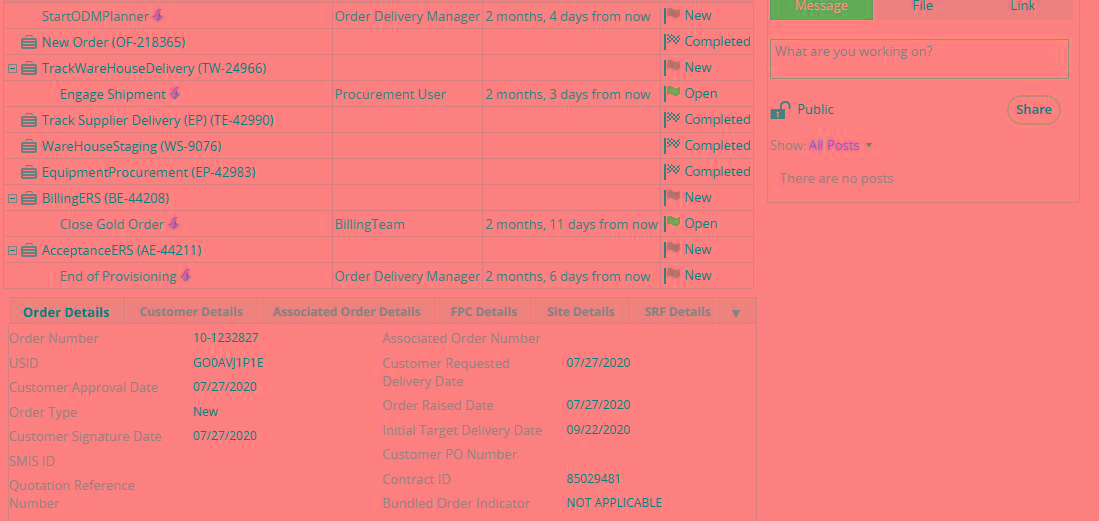 StartODMPlanner Order Delivery Manager 2 months, 4 days from now New
New Order (OF-218365) Completed
TrackWareHouseDelivery (TW-24966) New
Engage Shipment Procurement User 2 months, 3 days from now Open
Track Supplier Delivery (EP) (TE-42990) Completed
WareHouseStaging (WS-9076) Completed
EquipmentProcurement (EP-42983) Completed
BillingERS (BE-44208) New
Close Gold Order BillingTeam 2 months, 11 days from now Open
AcceptanceERS (AE-44211) New
End of Provisioning Order Delivery Manager 2 months, 6 days from now New
Message File Link
What are you working on?
Public Share
Show: All Posts
There are no posts
Order Details Customer Details Associated Order Details FPC Details Site Details SRF Details
Order Number 10-1232827
USID GO0AVJ1P1E
Customer Approval Date 07/27/2020
Order Type New
Customer Signature Date 07/27/2020
SMIS ID
Quotation Reference
Number
Associated Order Number
Customer Requested 07/27/2020
Delivery Date
Order Raised Date 07/27/2020
Initial Target Delivery Date 09/22/2020
Customer PO Number
Contract ID 85029481
Bundled Order Indicator NOT APPLICABLE